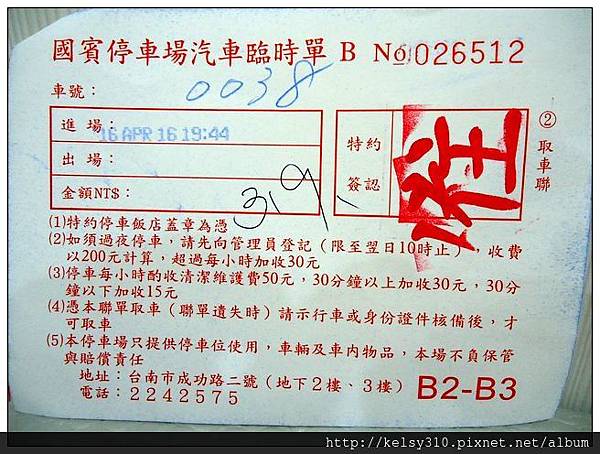 國賓停車場汽車臨時單 B No 026512
車號： 0038
進 場： 16 APR 16 19:44
出 場：
金額NT$：
特約
簽認
住
②取車聯
319
(1)特約停車飯店蓋章為憑
(2)如須過夜停車，請先向管理員登記（限至翌日10時止），收費
以200元計算，超過每小時加收30元
(3)停車每小時酌收清潔維護費50元，30分鐘以上加收30元，30分
鐘以下加收15元
(4)憑本聯單取車（聯單遺失時）請示行車或身份證件核備後，才
可取車
(5)本停車場只提供停車位使用，車輛及車內物品，本場不負保管
與賠償責任
地址：台南市成功路二號（地下2樓、3樓） B2-B3
電話：2242575
http://kelsy310.pixnet.net/album